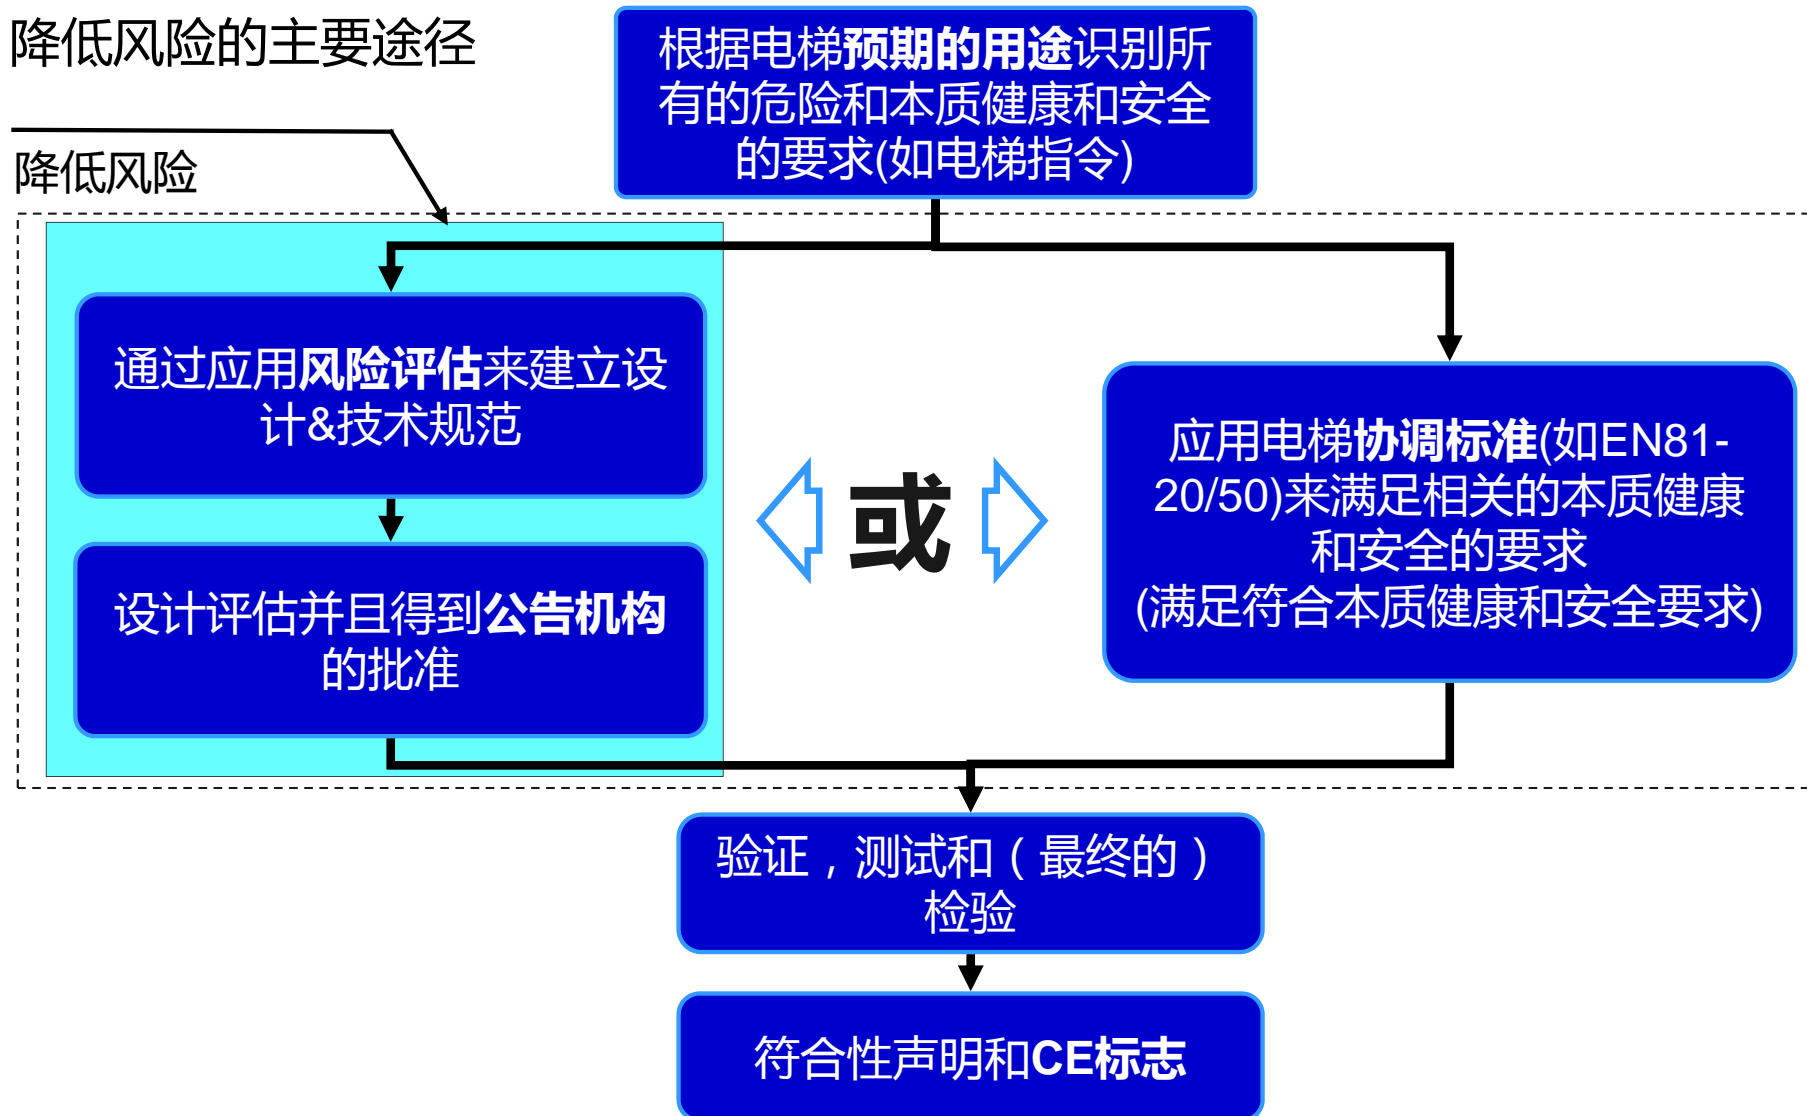 降低风险的主要途径
降低风险
根据电梯预期的用途识别所
有的危险和本质健康和安全
的要求(如电梯指令)
通过应用风险评估来建立设
计&技术规范
设计评估并且得到公告机构
的批准
或
应用电梯协调标准(如EN81-
20/50)来满足相关的本质健康
和安全的要求
(满足符合本质健康和安全要求)
验证，测试和（最终的）
检验
符合性声明和CE标志